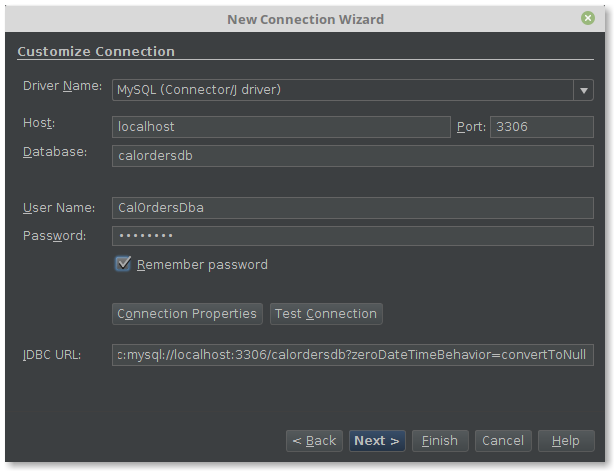 New Connection Wizard
Customize Connection
Driver Name: MySQL (Connector/J driver)
Host: localhost Port: 3306
Database: calordersdb
User Name: CalOrdersDba
Password: ••••••••
Remember password
Connection Properties Test Connection
JDBC URL: c:mysql://localhost:3306/calordersdb?zeroDateTimeBehavior=convertToNull
< Back Next > Finish Cancel Help